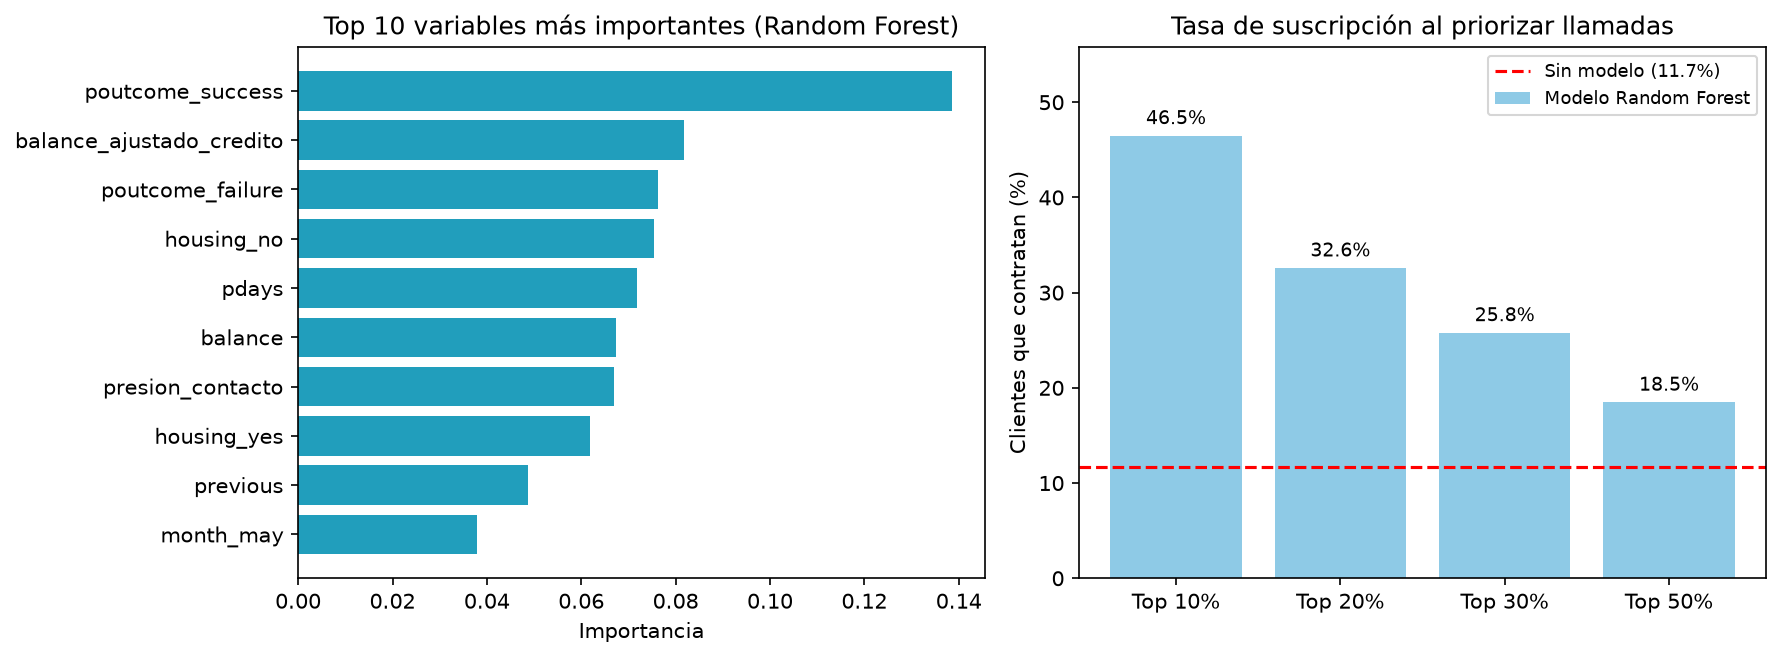 Top 10 variables más importantes (Random Forest)
poutcome_success
balance_ajustado_credito
poutcome_failure
housing_no
pdays
balance
presion_contacto
housing_yes
previous
month_may
0.00 0.02 0.04 0.06 0.08 0.10 0.12 0.14
Importancia
Tasa de suscripción al priorizar llamadas
Sin modelo (11.7%)
Modelo Random Forest
Clientes que contratan (%)
50
40
30
20
10
0
46.5%
32.6%
25.8%
18.5%
Top 10% Top 20% Top 30% Top 50%